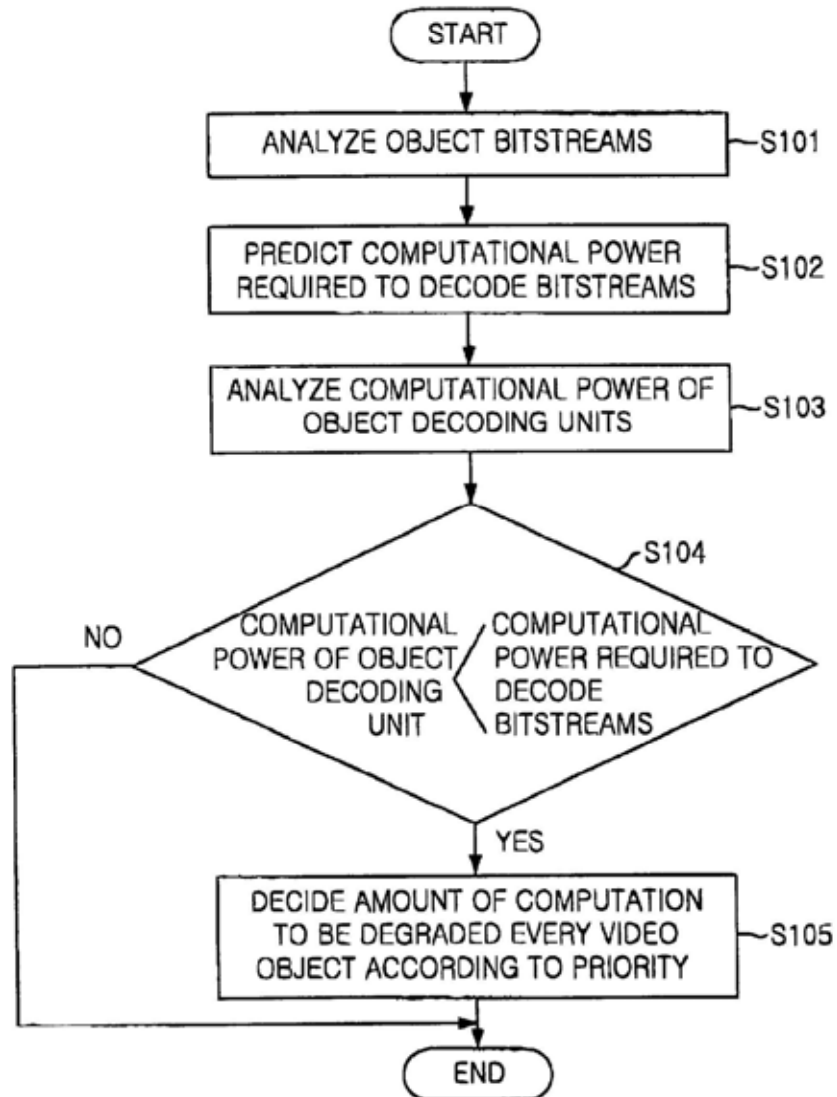 START
ANALYZE OBJECT BITSTREAMS
S101
PREDICT COMPUTATIONAL POWER
REQUIRED TO DECODE BITSTREAMS
S102
ANALYZE COMPUTATIONAL POWER OF
OBJECT DECODING UNITS
S103
S104
NO
COMPUTATIONAL
POWER OF OBJECT
DECODING
UNIT
<
COMPUTATIONAL
POWER REQUIRED TO
DECODE
BITSTREAMS
YES
DECIDE AMOUNT OF COMPUTATION
TO BE DEGRADED EVERY VIDEO
OBJECT ACCORDING TO PRIORITY
S105
END